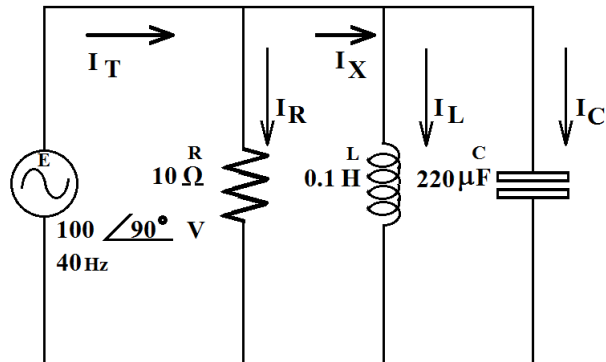 I T
I X
I R
I L
I C
E
R
10 Ω
L
0.1 H
C
220 µF
100 ∠90° V
40 Hz